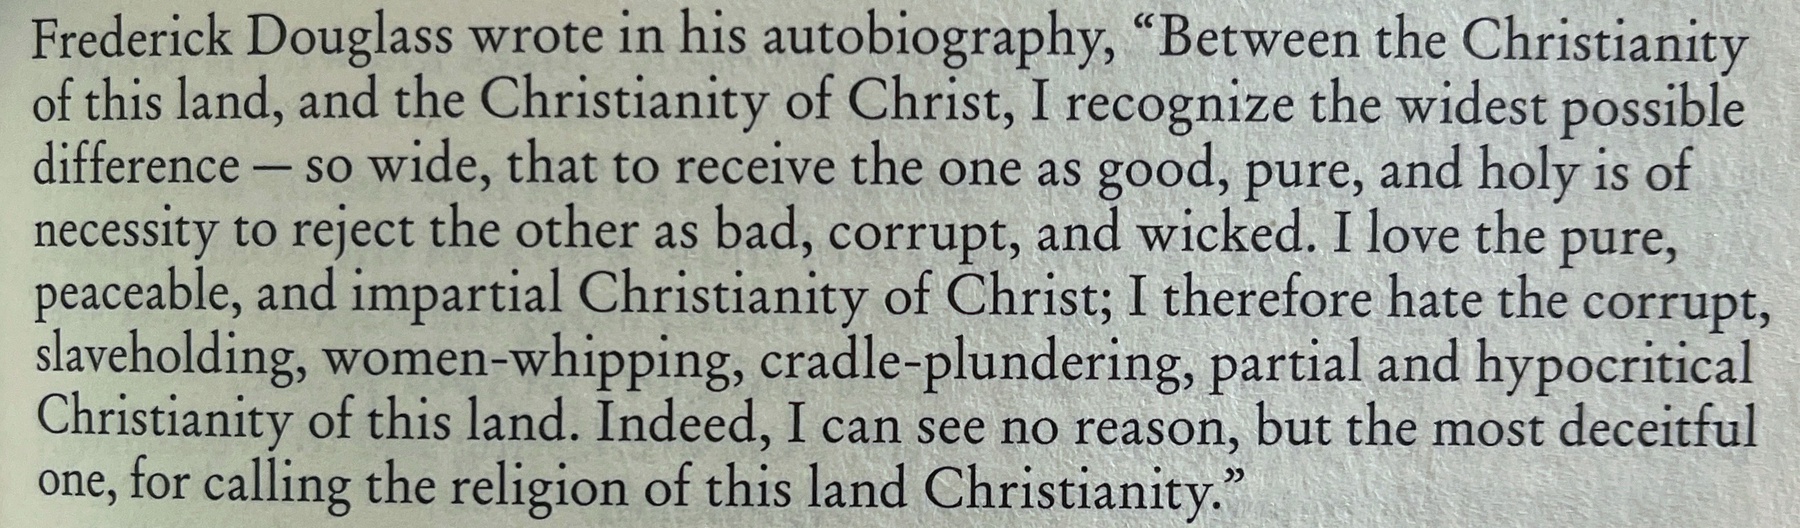 Frederick Douglass wrote in his autobiography, “Between the Christianity
of this land, and the Christianity of Christ, I recognize the widest possible
difference — so wide, that to receive the one as good, pure, and holy is of
necessity to reject the other as bad, corrupt, and wicked. I love the pure,
peaceable, and impartial Christianity of Christ; I therefore hate the corrupt,
slaveholding, women-whipping, cradle-plundering, partial and hypocritical
Christianity of this land. Indeed, I can see no reason, but the most deceitful
one, for calling the religion of this land Christianity.”